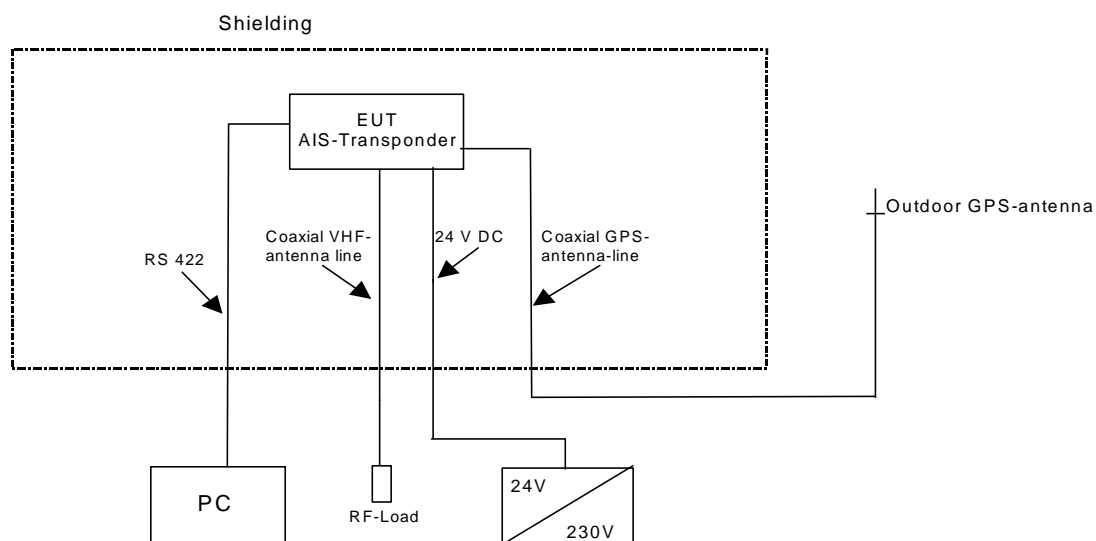 Shielding
EUT
AIS-Transponder
Outdoor GPS-antenna
Coaxial VHF-
antenna line
24 V DC
Coaxial GPS-
antenna-line
RS 422
PC
RF-Load
24V
230V